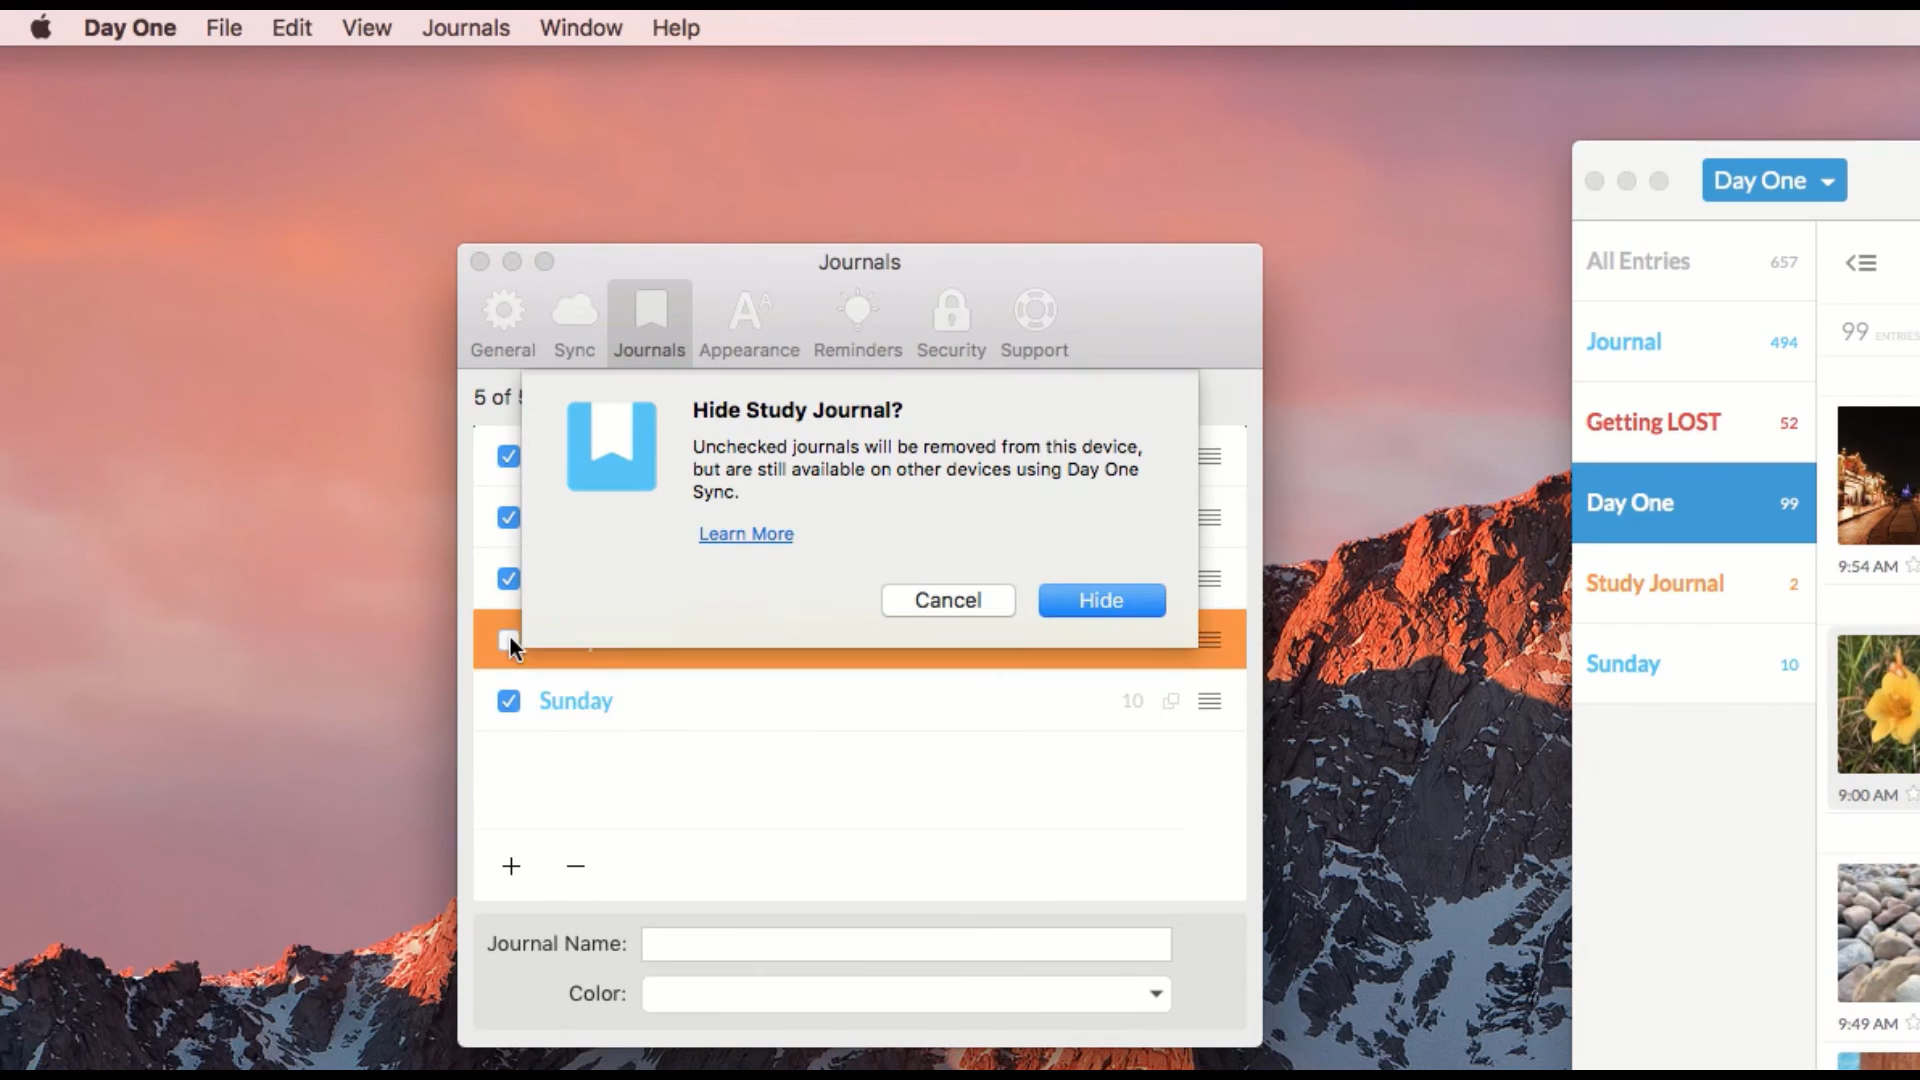 Day One File Edit View Journals Window Help
Day One
All Entries 657
Journal 494
Getting LOST 52
Day One 99
Study Journal 2
Sunday 10
99 ENTRIES
9:54 AM
9:00 AM
9:49 AM
Journals
General Sync Journals Appearance Reminders Security Support
5 of
Hide Study Journal?
Unchecked journals will be removed from this device,
but are still available on other devices using Day One
Sync.
Learn More
Cancel Hide
Sunday 10
+ −
Journal Name:
Color: